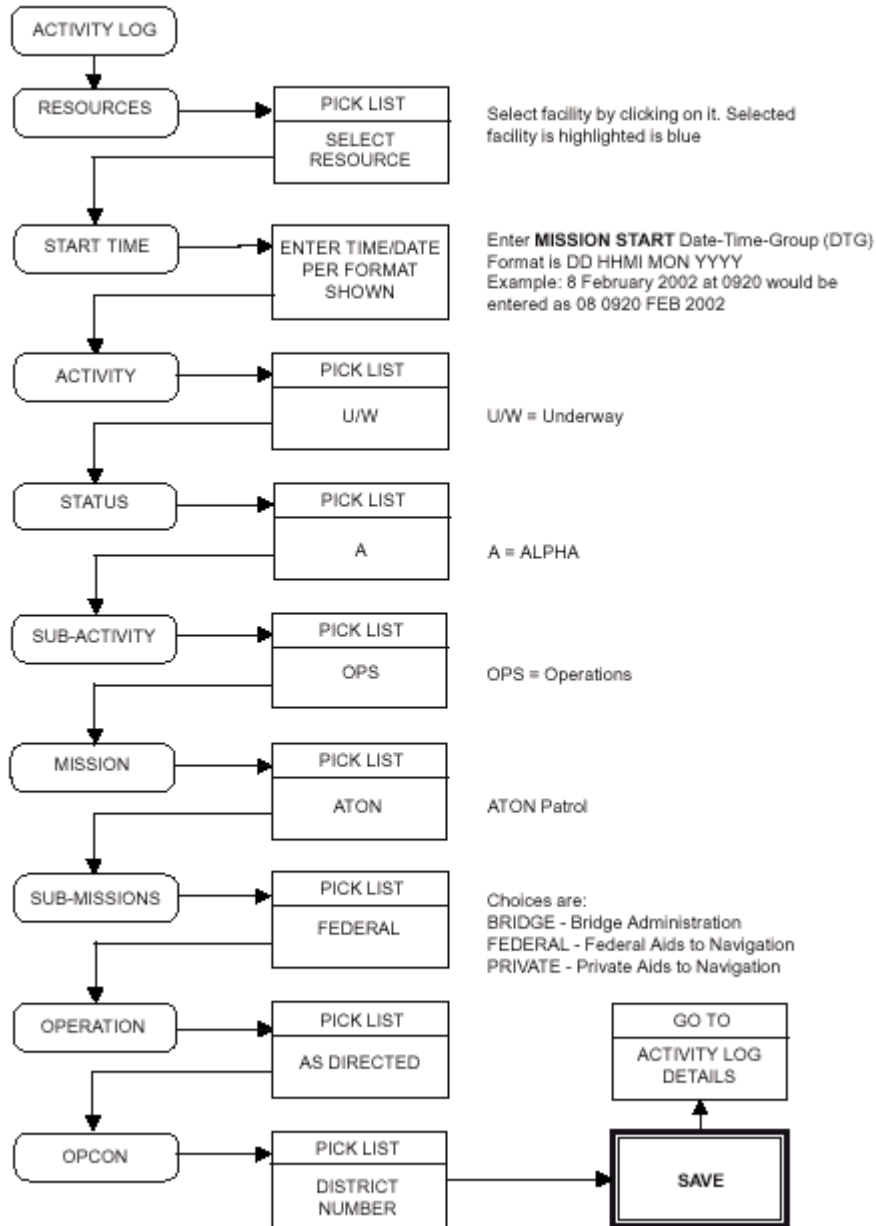 ACTIVITY LOG
RESOURCES
PICK LIST
SELECT
RESOURCE
Select facility by clicking on it. Selected
facility is highlighted is blue
START TIME
ENTER TIME/DATE
PER FORMAT
SHOWN
Enter MISSION START Date-Time-Group (DTG)
Format is DD HHMI MON YYYY
Example: 8 February 2002 at 0920 would be
entered as 08 0920 FEB 2002
ACTIVITY
PICK LIST
U/W
U/W = Underway
STATUS
PICK LIST
A
A = ALPHA
SUB-ACTIVITY
PICK LIST
OPS
OPS = Operations
MISSION
PICK LIST
ATON
ATON Patrol
SUB-MISSIONS
PICK LIST
FEDERAL
Choices are:
BRIDGE - Bridge Administration
FEDERAL - Federal Aids to Navigation
PRIVATE - Private Aids to Navigation
OPERATION
PICK LIST
AS DIRECTED
GO TO
ACTIVITY LOG
DETAILS
OPCON
PICK LIST
DISTRICT
NUMBER
SAVE